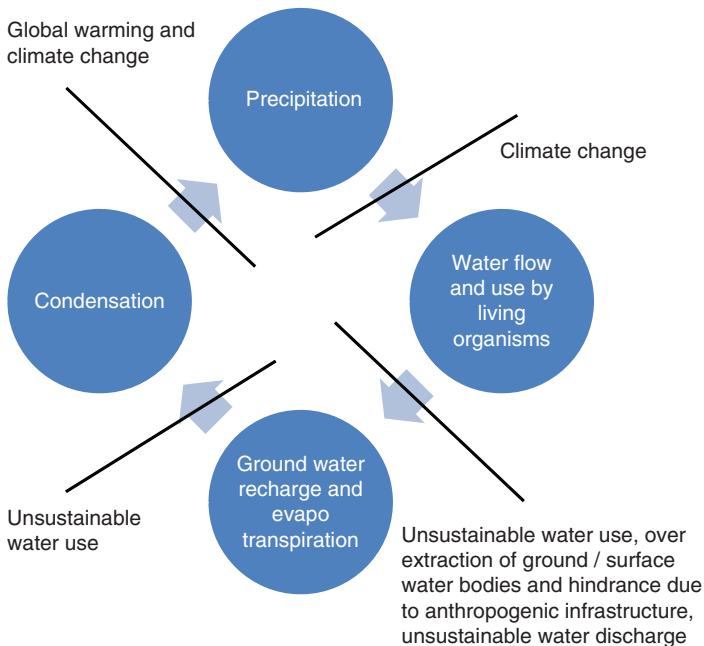 Global warming and
climate change
Precipitation
Climate change
Water flow
and use by
living
organisms
Condensation
Ground water
recharge and
evapo
transpiration
Unsustainable
water use
Unsustainable water use, over
extraction of ground / surface
water bodies and hindrance due
to anthropogenic infrastructure,
unsustainable water discharge